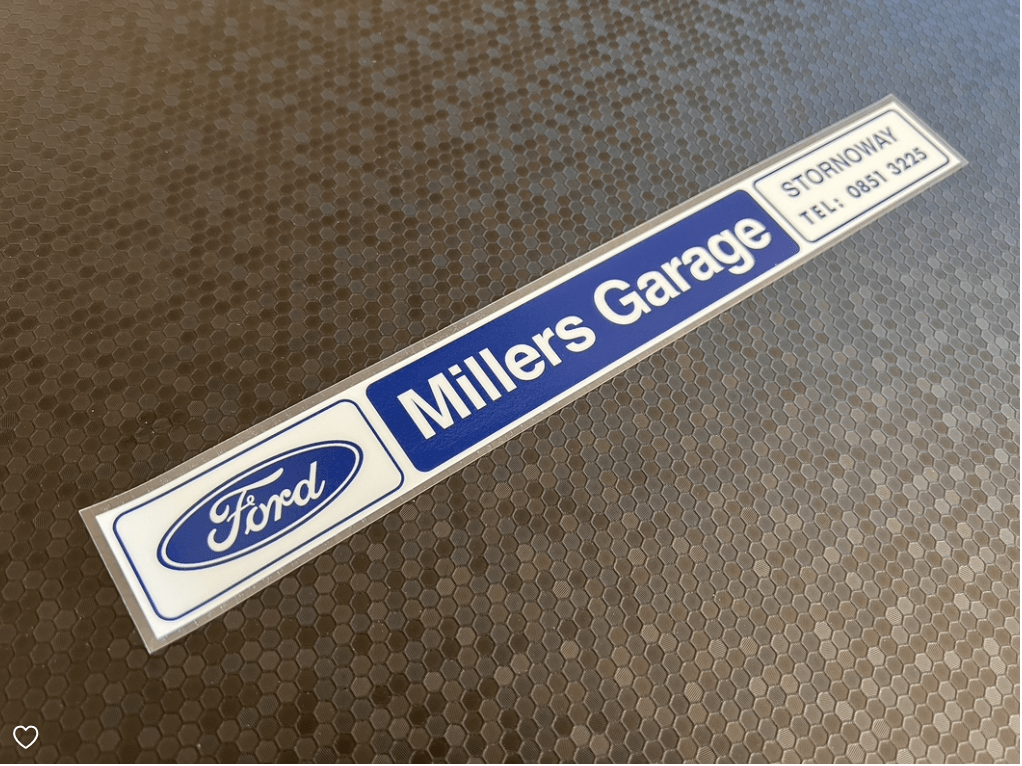 Ford
Millers Garage
STORNOWAY
TEL: 0851 3225